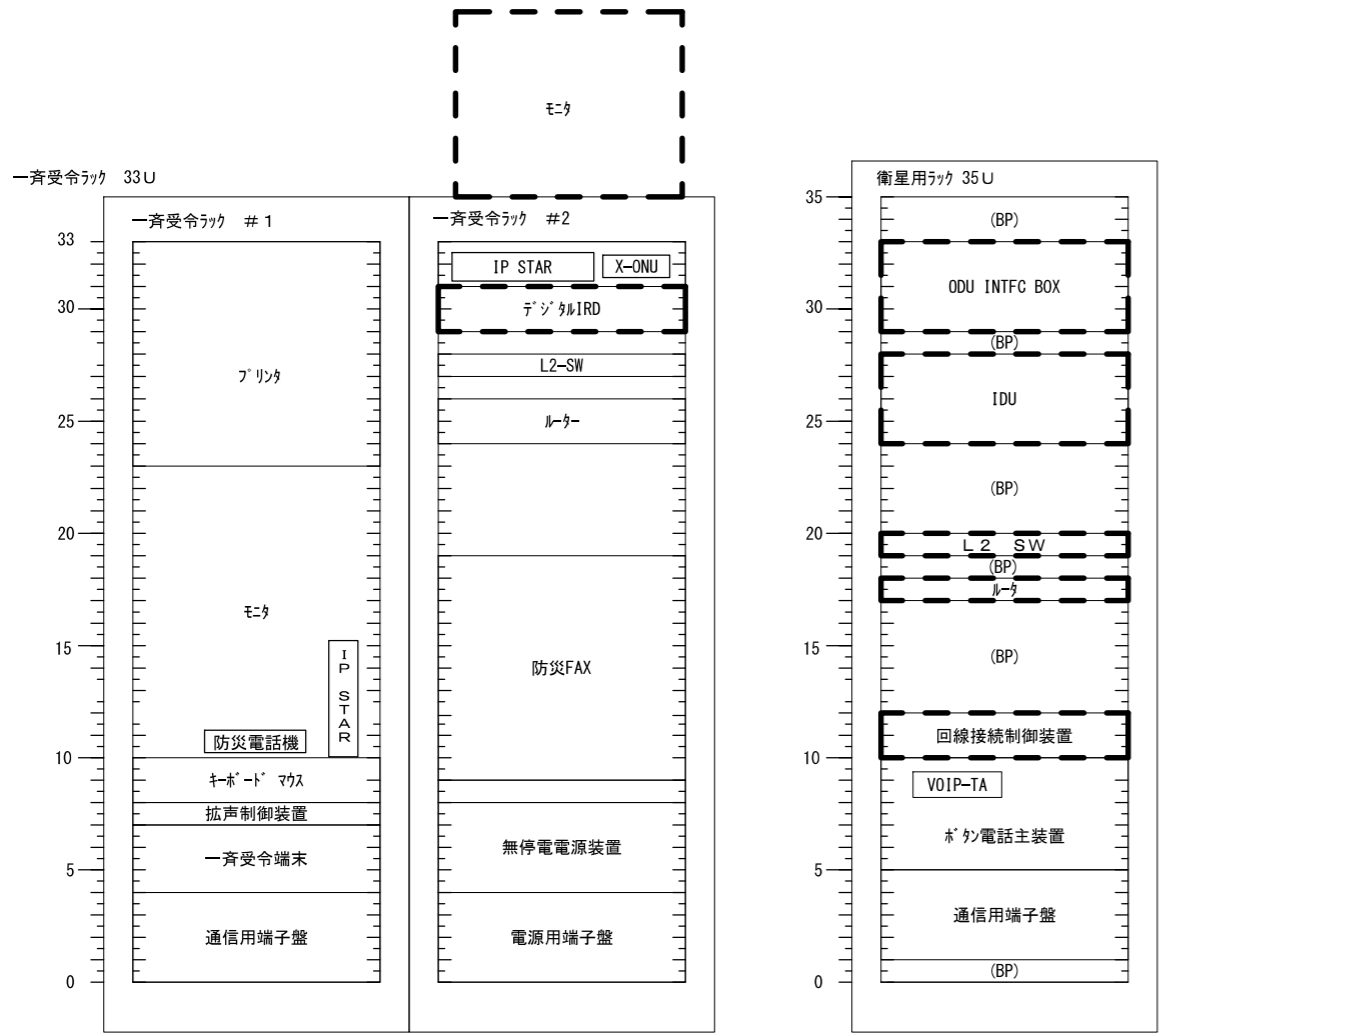 モニタ
一斉受令ﾗｯｸ 33U
一斉受令ﾗｯｸ ＃1
33
30
25
20
15
10
5
0
ﾌﾟﾘﾝﾀ
ﾓﾆﾀ
IP STAR
防災電話機
ｷｰﾎﾞｰﾄﾞ ﾏｳｽ
拡声制御装置
一斉受令端末
通信用端子盤
一斉受令ﾗｯｸ #2
IP STAR
X-ONU
ﾃﾞｼﾞﾀﾙIRD
L2-SW
ﾙｰﾀｰ
防災FAX
無停電電源装置
電源用端子盤
衛星用ﾗｯｸ 35U
35
30
25
20
15
10
5
0
(BP)
ODU INTFC BOX
(BP)
IDU
(BP)
Ｌ２ ＳＷ
(BP)
ﾙｰﾀ
(BP)
回線接続制御装置
VOIP-TA
ﾎﾞﾀﾝ電話主装置
通信用端子盤
(BP)